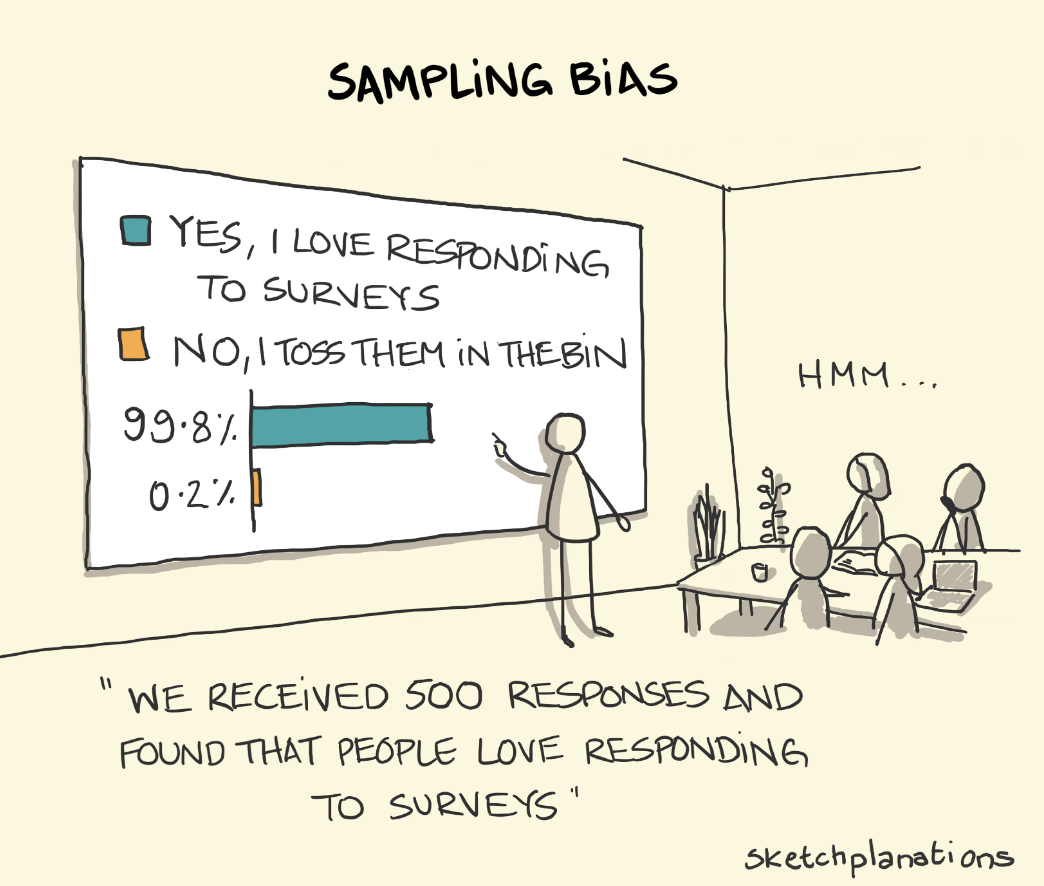 SAMPLING BIAS
YES, I LOVE RESPONDING
TO SURVEYS
NO, I TOSS THEM IN THE BIN
99.8%
0.2%
HMM...
"WE RECEIVED 500 RESPONSES AND
FOUND THAT PEOPLE LOVE RESPONDING
TO SURVEYS"
sketchplanations